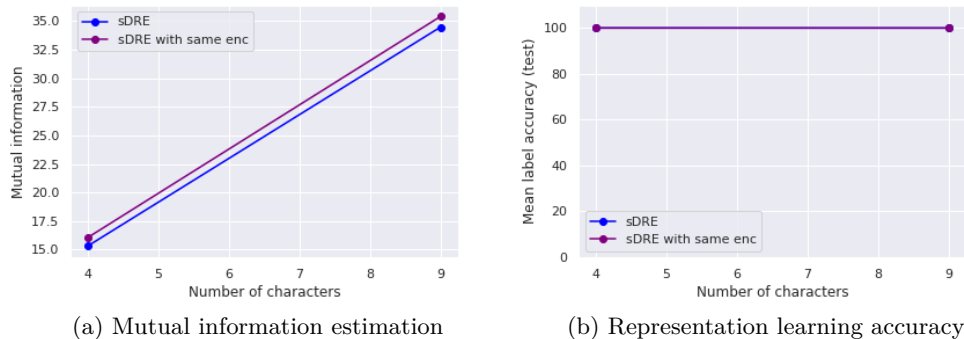 35.0
32.5
30.0
27.5
25.0
22.5
20.0
17.5
15.0
Mutual information
sDRE
sDRE with same enc
4 5 6 7 8 9
Number of characters
(a) Mutual information estimation
100
80
60
40
20
0
Mean label accuracy (test)
sDRE
sDRE with same enc
4 5 6 7 8 9
Number of characters
(b) Representation learning accuracy